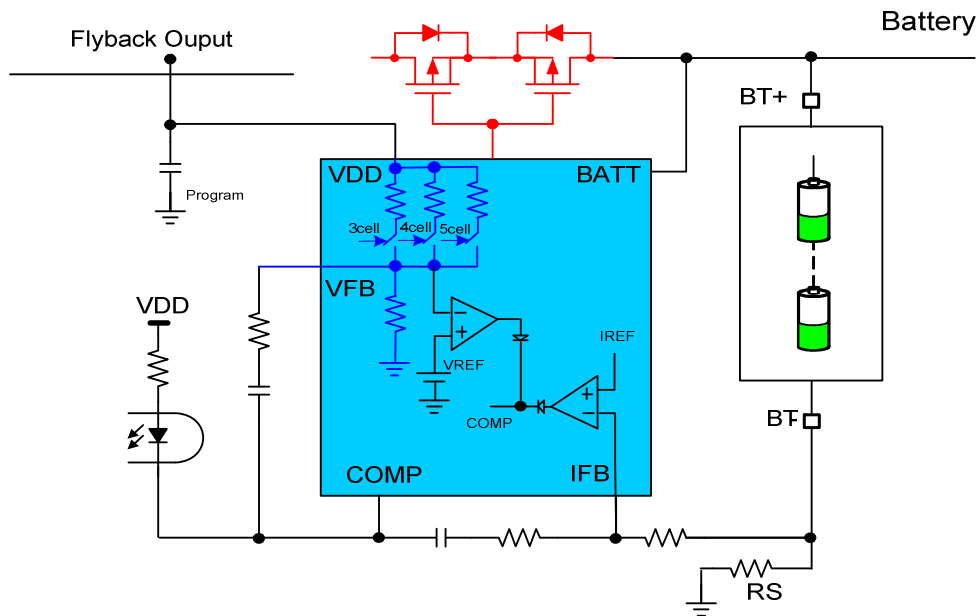 Flyback Ouput
Battery
BT+
VDD
BATT
Program
3cell
4cell
5cell
VFB
VDD
VREF
IREF
COMP
BT-
COMP
IFB
RS